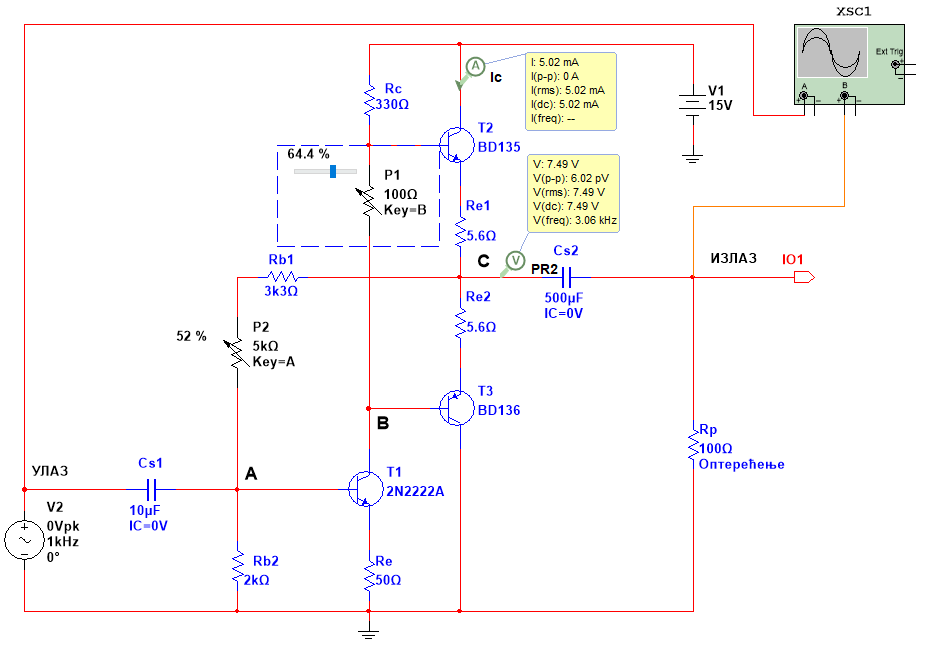 XSC1
Ext Trig
+
-
A
B
+
-
+
-
V1
15V
A
Ic
I: 5.02 mA
I(p-p): 0 A
I(rms): 5.02 mA
I(dc): 5.02 mA
I(freq): --
Rc
330Ω
T2
BD135
64.4 %
P1
100Ω
Key=B
V: 7.49 V
V(p-p): 6.02 pV
V(rms): 7.49 V
V(dc): 7.49 V
V(freq): 3.06 kHz
Re1
5.6Ω
V
PR2
C
Cs2
500µF
IC=0V
ИЗЛАЗ
IO1
Rb1
3k3Ω
Re2
5.6Ω
52 %
P2
5kΩ
Key=A
T3
BD136
B
Rp
100Ω
Оптерећење
УЛАЗ
Cs1
10µF
IC=0V
A
T1
2N2222A
V2
0Vpk
1kHz
0°
Rb2
2kΩ
Re
50Ω